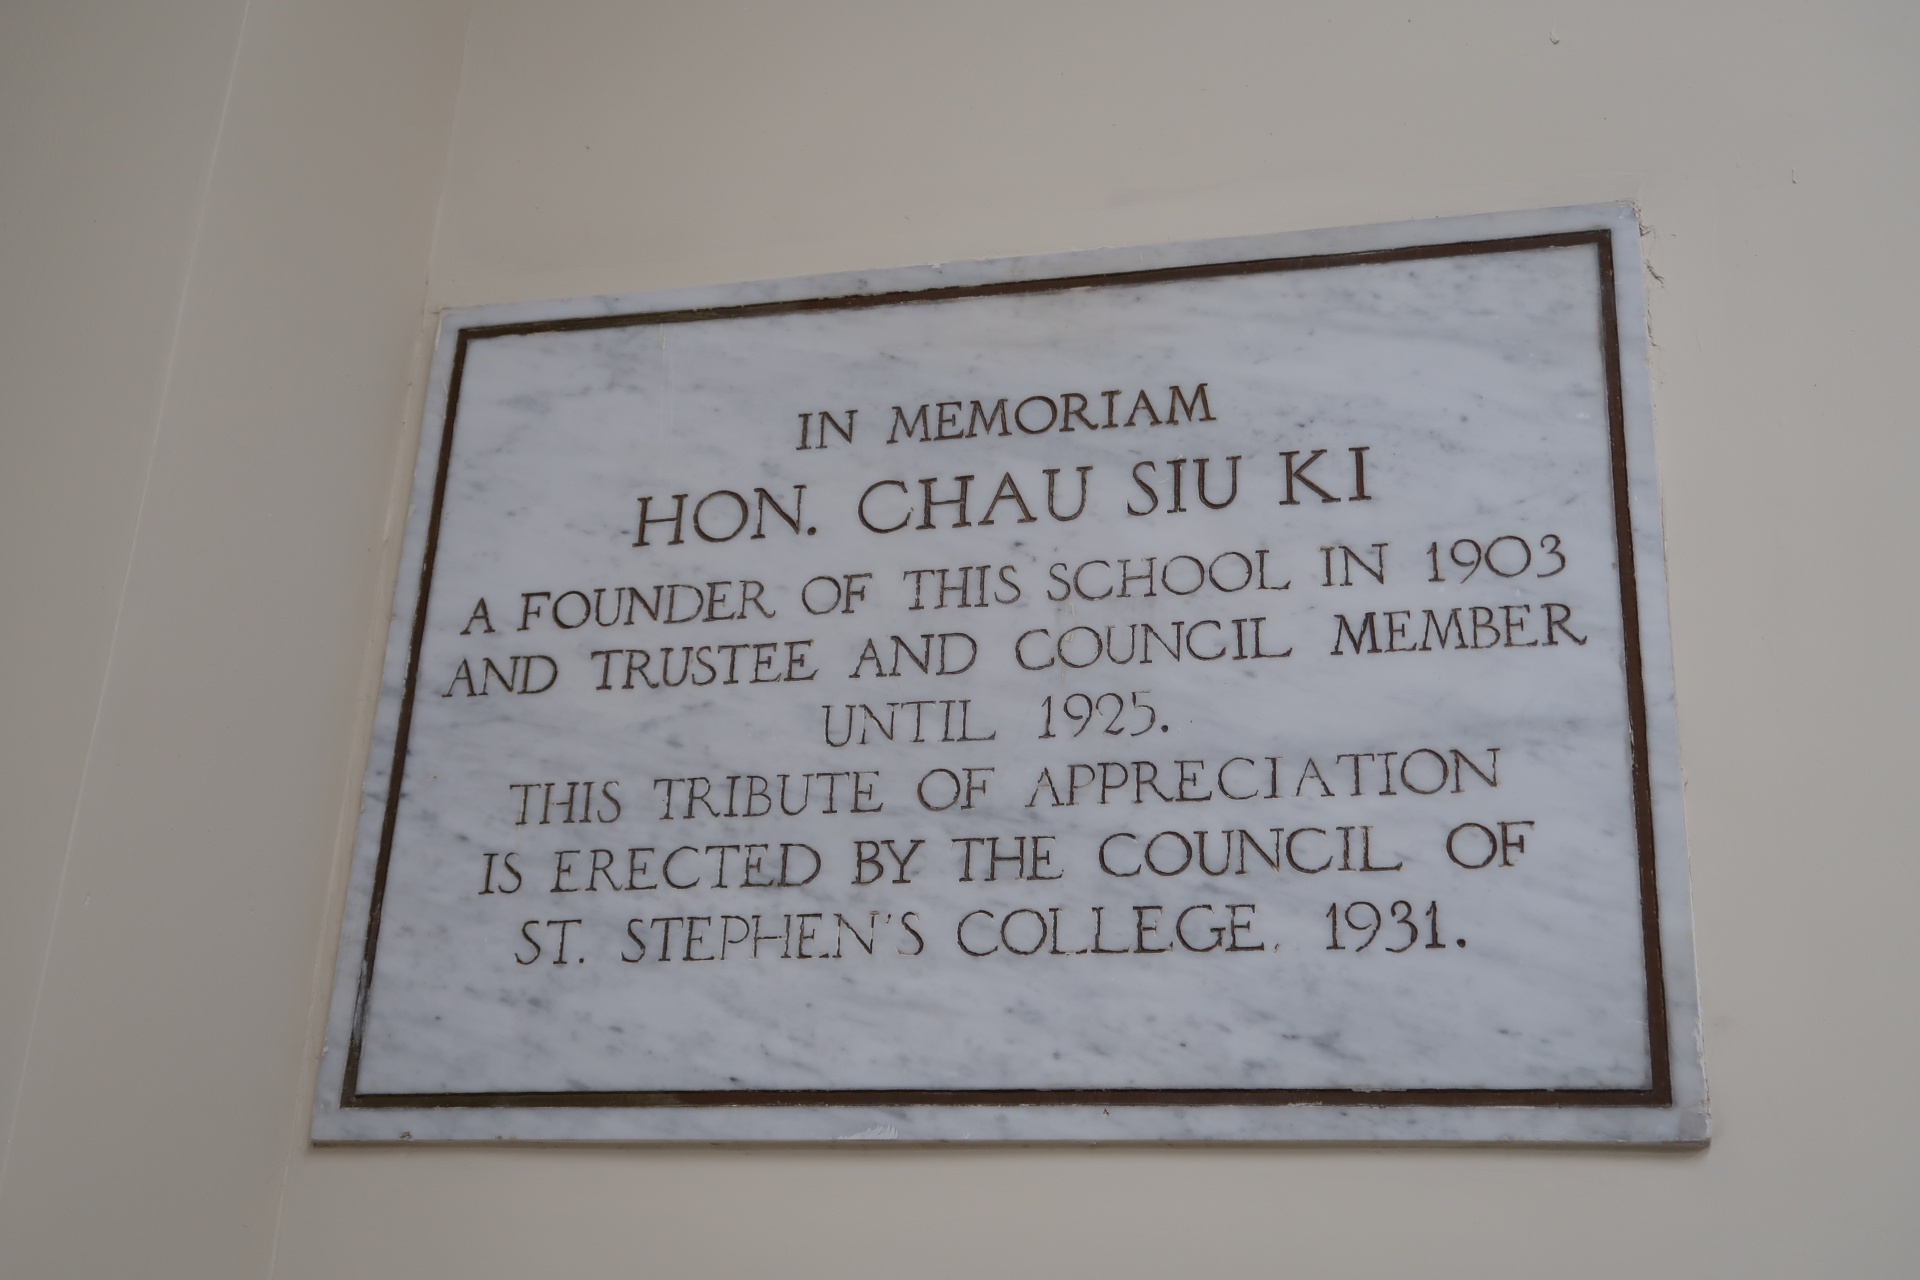 IN MEMORIAM
HON. CHAU SIU KI
A FOUNDER OF THIS SCHOOL IN 1903
AND TRUSTEE AND COUNCIL MEMBER
UNTIL 1925.
THIS TRIBUTE OF APPRECIATION
IS ERECTED BY THE COUNCIL OF
ST. STEPHEN'S COLLEGE, 1931.